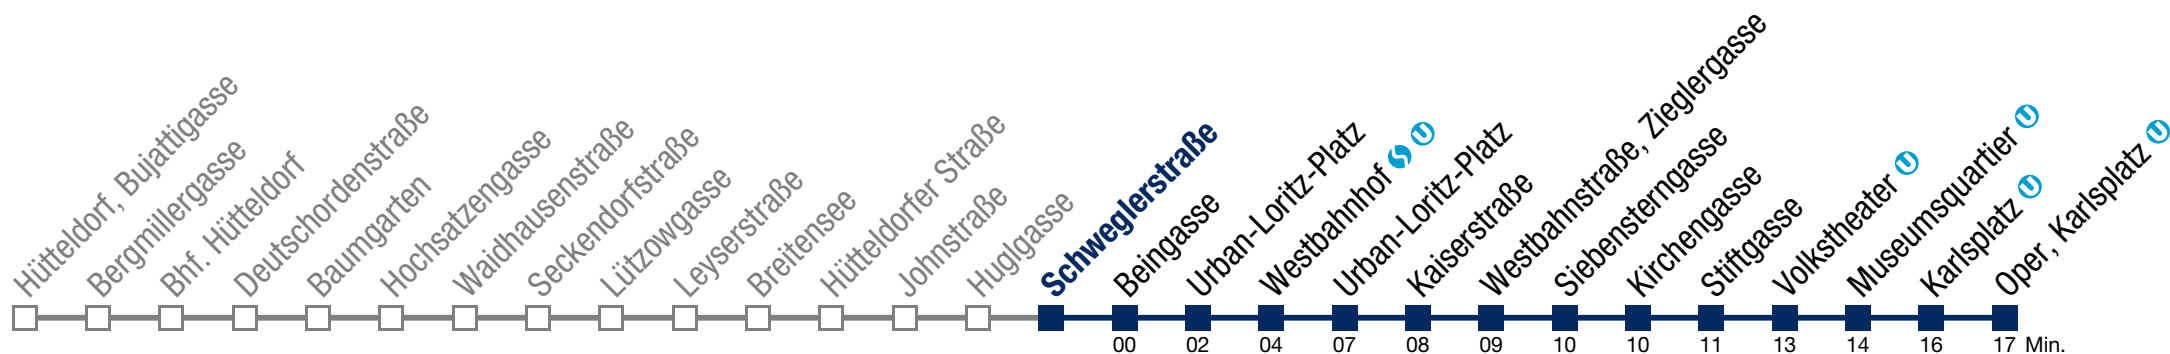 Hütteldorf, Bujattigasse
Bergmillergasse
Bhf. Hütteldorf
Deutschordenstraße
Baumgarten
Hochsatzengasse
Waidhausenstraße
Seckendorfstraße
Lützowgasse
Leyserstraße
Breitensee
Hütteldorfer Straße
Johnstraße
Huglgasse
Schweglerstraße
Beingasse
Urban-Loritz-Platz
Westbahnhof S U
Urban-Loritz-Platz
Kaiserstraße
Westbahnstraße, Zieglergasse
Siebensterngasse
Kirchengasse
Stiftgasse
Volkstheater U
Museumsquartier U
Karlsplatz U
Oper, Karlsplatz U
00 02 04 07 08 09 10 10 11 13 14 16 17 Min.